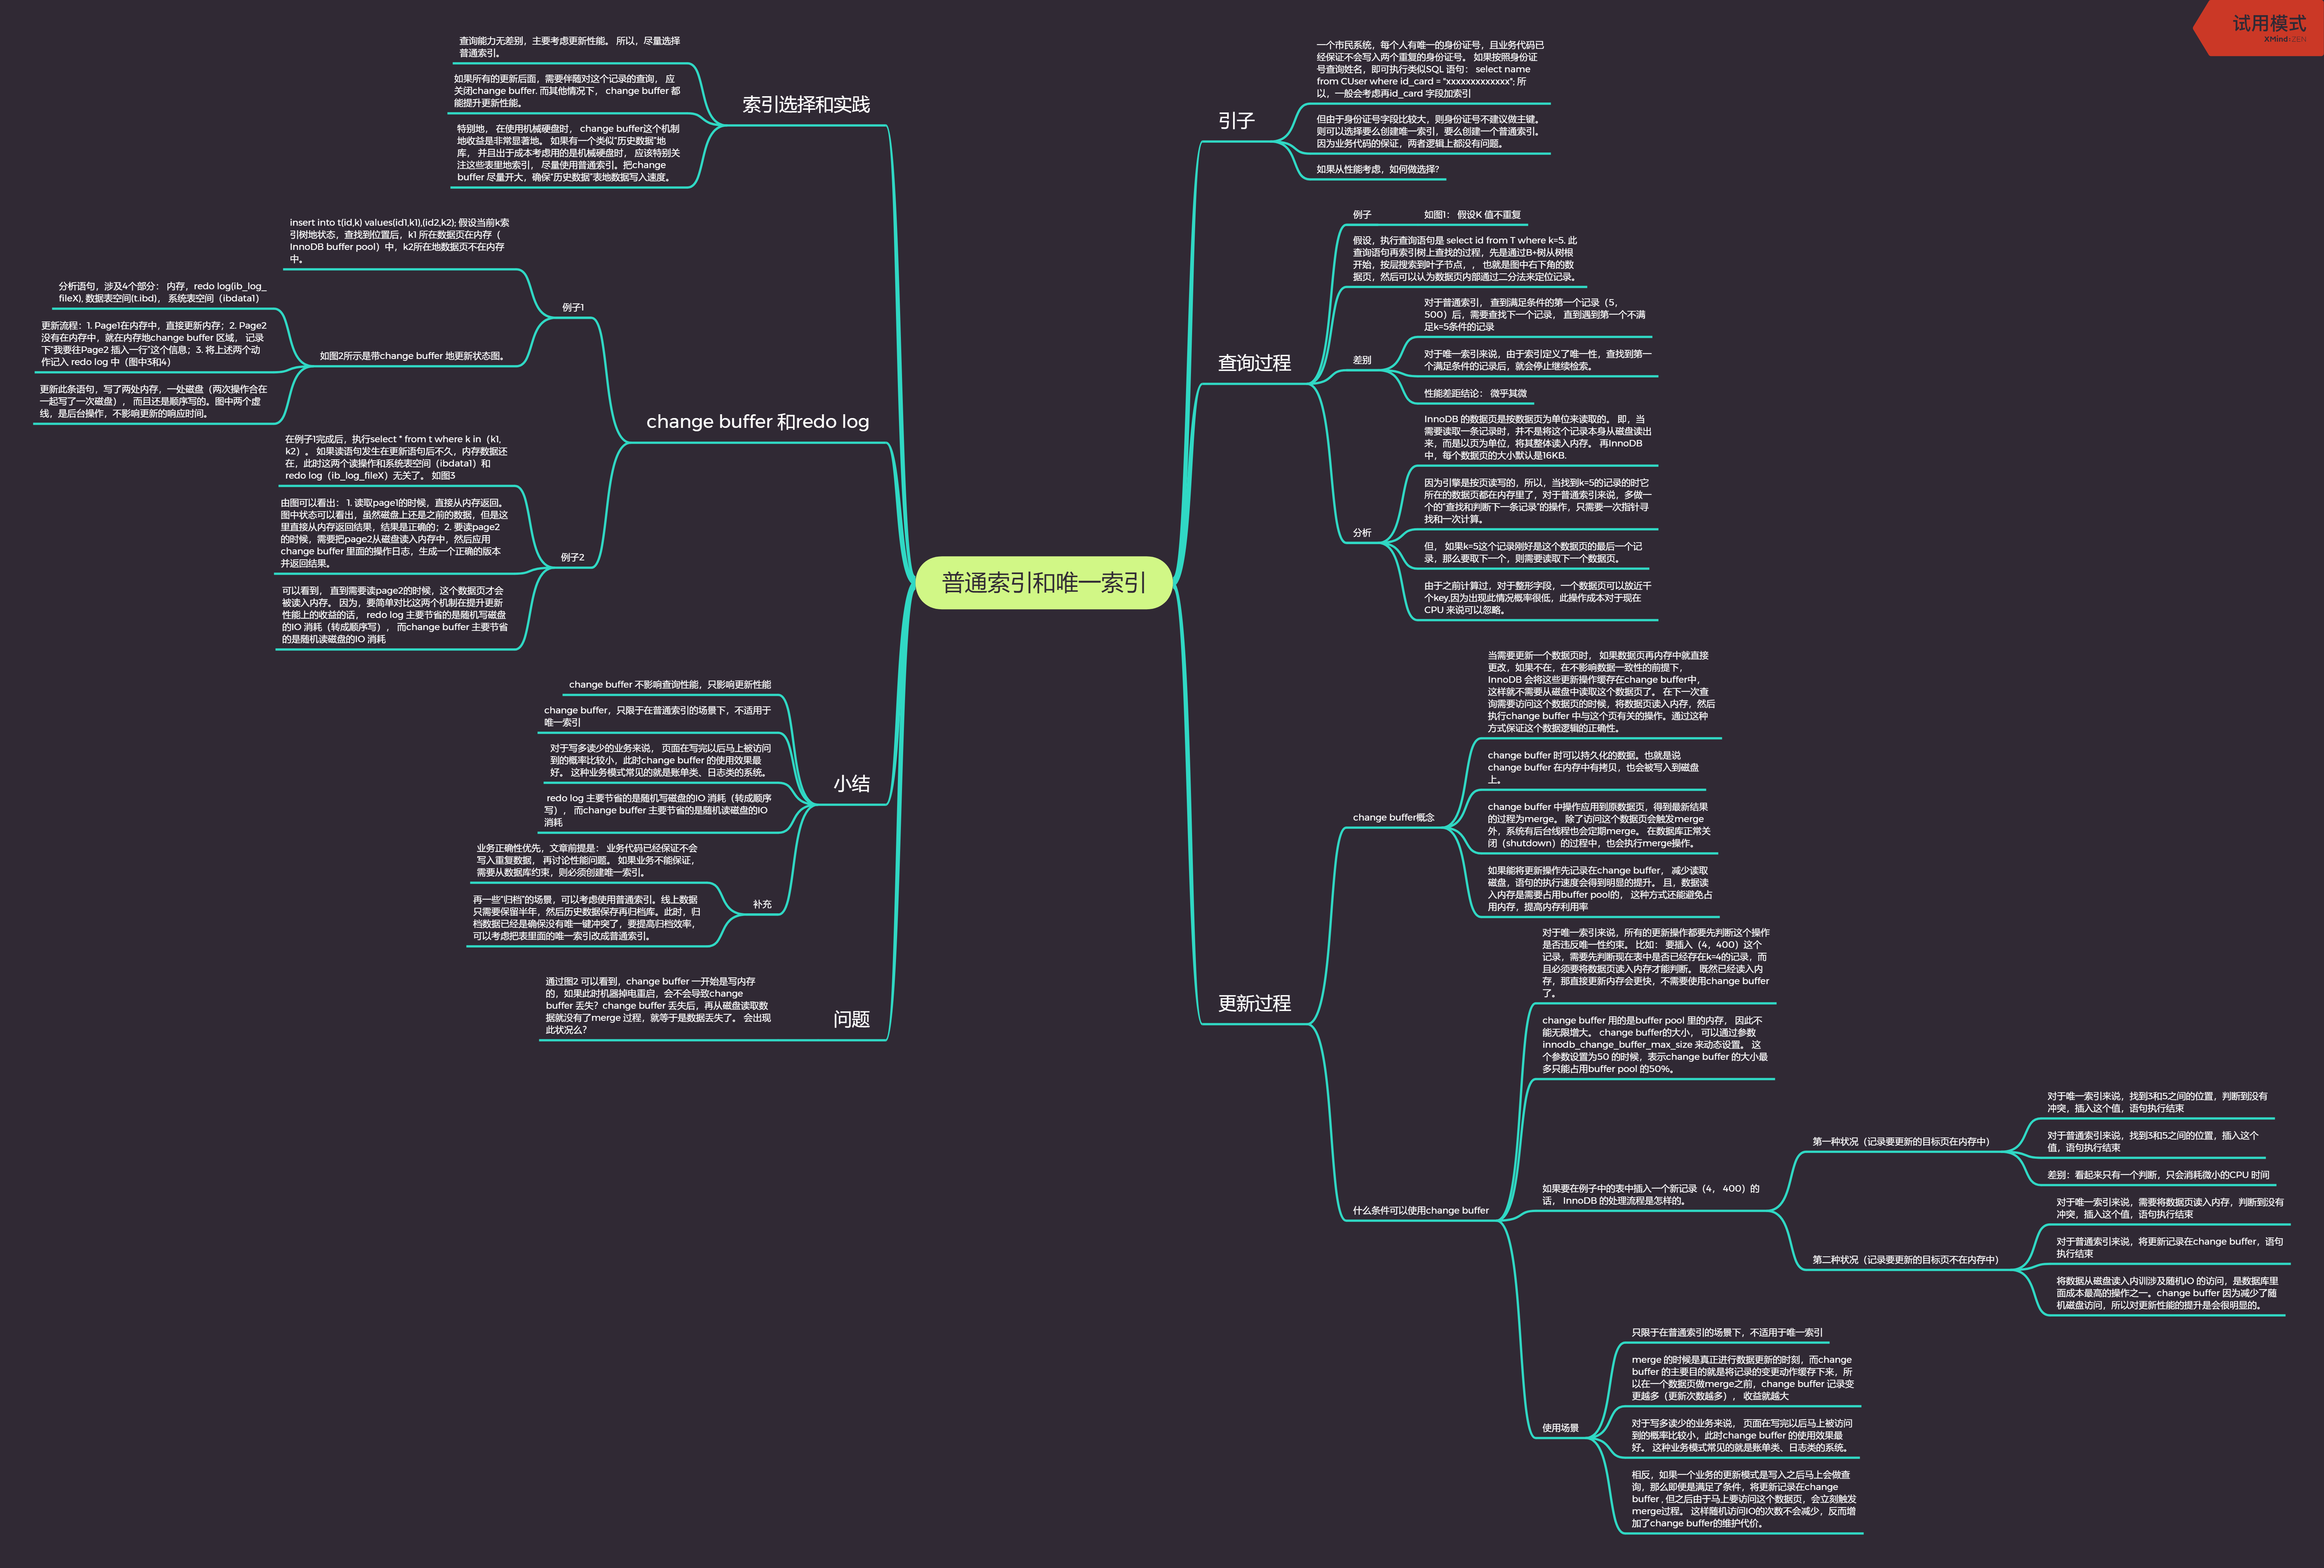 试用模式
XMind:ZEN
普通索引和唯一索引
引子
一个市民系统，每个人有唯一的身份证号，且业务代码已
经保证不会写入两个重复的身份证号。 如果按照身份证
号查询姓名，即可执行类似SQL 语句： select name
from CUser where id_card = "xxxxxxxxxxxxx"; 所
以，一般会考虑再id_card 字段加索引
但由于身份证号字段比较大，则身份证号不建议做主键。
则可以选择要么创建唯一索引，要么创建一个普通索引。
因为业务代码的保证，两者逻辑上都没有问题。
如果从性能考虑，如何做选择?
查询过程
例子
如图1： 假设K 值不重复
假设，执行查询语句是 select id from T where k=5. 此
查询语句再索引树上查找的过程，先是通过B+树从树根
开始，按层搜索到叶子节点，，也就是图中右下角的数
据页，然后可以认为数据页内部通过二分法来定位记录。
差别
对于普通索引， 查到满足条件的第一个记录（5，
500）后，需要查找下一个记录， 直到遇到第一个不满
足k=5条件的记录
对于唯一索引来说，由于索引定义了唯一性，查找到第一
个满足条件的记录后，就会停止继续检索。
性能差距结论： 微乎其微
分析
InnoDB 的数据页是按数据页为单位来读取的。 即，当
需要读取一条记录时，并不是将这个记录本身从磁盘读出
来，而是以页为单位，将其整体读入内存。 再InnoDB
中，每个数据页的大小默认是16KB.
因为引擎是按页读写的，所以，当找到k=5的记录的时它
所在的数据页都在内存里了，对于普通索引来说，多做一
个的"查找和判断下一条记录"的操作，只需要一次指针寻
找和一次计算。
但， 如果k=5这个记录刚好是这个数据页的最后一个记
录，那么要取下一个，则需要读取下一个数据页。
由于之前计算过，对于整形字段，一个数据页可以放近千
个key,因为出现此情况概率很低，此操作成本对于现在
CPU 来说可以忽略。
更新过程
change buffer概念
当需要更新一个数据页时， 如果数据页再内存中就直接
更改，如果不在，在不影响数据一致性的前提下，
InnoDB 会将这些更新操作缓存在change buffer中，
这样就不需要从磁盘中读取这个数据页了。 在下一次查
询需要访问这个数据页的时候，将数据页读入内存，然后
执行change buffer 中与这个页有关的操作。通过这种
方式保证这个数据逻辑的正确性。
change buffer 时可以持久化的数据。也就是说
change buffer 在内存中有拷贝，也会被写入到磁盘
上。
change buffer 中操作应用到原数据页，得到最新结果
的过程为merge。 除了访问这个数据页会触发merge
外，系统有后台线程也会定期merge。 在数据库正常关
闭（shutdown）的过程中，也会执行merge操作。
如果能将更新操作先记录在change buffer， 减少读取
磁盘，语句的执行速度会得到明显的提升。 且，数据读
入内存是需要占用buffer pool的， 这种方式还能避免占
用内存，提高内存利用率
什么条件可以使用change buffer
对于唯一索引来说，所有的更新操作都要先判断这个操作
是否违反唯一性约束。 比如： 要插入（4，400）这个
记录，需要先判断现在表中是否已经存在k=4的记录，而
且必须要将数据页读入内存才能判断。 既然已经读入内
存，那直接更新内存会更快，不需要使用change buffer
了。
change buffer 用的是buffer pool 里的内存， 因此不
能无限增大。 change buffer的大小， 可以通过参数
innodb_change_buffer_max_size 来动态设置。 这
个参数设置为50 的时候，表示change buffer 的大小最
多只能占用buffer pool 的50%。
如果要在例子中的表中插入一个新记录（4， 400）的
话， InnoDB 的处理流程是怎样的。
第一种状况（记录要更新的目标页在内存中）
对于唯一索引来说，找到3和5之间的位置，判断到没有
冲突，插入这个值，语句执行结束
对于普通索引来说，找到3和5之间的位置，插入这个
值，语句执行结束
差别：看起来只有一个判断，只会消耗微小的CPU 时间
第二种状况（记录要更新的目标页不在内存中）
对于唯一索引来说，需要将数据页读入内存，判断到没有
冲突，插入这个值，语句执行结束
对于普通索引来说，将更新记录在change buffer，语句
执行结束
将数据从磁盘读入内训涉及随机IO 的访问，是数据库里
面成本最高的操作之一。change buffer 因为减少了随
机磁盘访问，所以对更新性能的提升是会很明显的。
使用场景
只限于在普通索引的场景下，不适用于唯一索引
merge 的时候是真正进行数据更新的时刻，而change
buffer 的主要目的就是将记录的变更动作缓存下来，所
以在一个数据页做merge之前，change buffer 记录变
更越多（更新次数越多）， 收益就越大
对于写多读少的业务来说， 页面在写完以后马上被访问
到的概率比较小，此时change buffer 的使用效果最
好。 这种业务模式常见的就是账单类、日志类的系统。
相反，如果一个业务的更新模式是写入之后马上会做查
询，那么即便是满足了条件，将更新记录在change
buffer , 但之后由于马上要访问这个数据页，会立刻触发
merge过程。 这样随机访问IO的次数不会减少，反而增
加了change buffer的维护代价。
索引选择和实践
查询能力无差别，主要考虑更新性能。 所以，尽量选择
普通索引。
如果所有的更新后面，需要伴随对这个记录的查询， 应
关闭change buffer. 而其他情况下， change buffer 都
能提升更新性能。
特别地， 在使用机械硬盘时， change buffer这个机制
地收益是非常显著地。 如果有一个类似"历史数据"地
库， 并且出于成本考虑用的是机械硬盘时， 应该特别关
注这些表里地索引， 尽量使用普通索引。把change
buffer 尽量开大，确保"历史数据"表地数据写入速度。
change buffer 和redo log
例子1
insert into t(id,k) values(id1,k1),(id2,k2); 假设当前k索
引树地状态，查找到位置后，k1 所在数据页在内存（
InnoDB buffer pool）中，k2所在地数据页不在内存
中。
如图2所示是带change buffer 地更新状态图。
分析语句，涉及4个部分： 内存，redo log(ib_log_
fileX), 数据表空间(t.ibd)， 系统表空间（ibdata1）
更新流程：1. Page1在内存中，直接更新内存；2. Page2
没有在内存中，就在内存地change buffer 区域， 记录
下"我要往Page2 插入一行"这个信息；3. 将上述两个动
作记入 redo log 中（图中3和4）
更新此条语句，写了两处内存，一处磁盘（两次操作合在
一起写了一次磁盘）， 而且还是顺序写的。图中两个虚
线，是后台操作，不影响更新的响应时间。
例子2
在例子1完成后，执行select * from t where k in（k1,
k2）。 如果读语句发生在更新语句后不久，内存数据还
在，此时这两个读操作和系统表空间（ibdata1）和
redo log（ib_log_fileX）无关了。 如图3
由图可以看出： 1. 读取page1的时候，直接从内存返回。
图中状态可以看出，虽然磁盘上还是之前的数据，但是这
里直接从内存返回结果，结果是正确的；2. 要读page2
的时候，需要把page2从磁盘读入内存中，然后应用
change buffer 里面的操作日志，生成一个正确的版本
并返回结果。
可以看到， 直到需要读page2的时候，这个数据页才会
被读入内存。 因为，要简单对比这两个机制在提升更新
性能上的收益的话， redo log 主要节省的是随机写磁盘
的IO 消耗（转成顺序写）， 而change buffer 主要节省
的是随机读磁盘的IO 消耗
小结
change buffer 不影响查询性能，只影响更新性能
change buffer，只限于在普通索引的场景下，不适用于
唯一索引
对于写多读少的业务来说， 页面在写完以后马上被访问
到的概率比较小，此时change buffer 的使用效果最
好。 这种业务模式常见的就是账单类、日志类的系统。
redo log 主要节省的是随机写磁盘的IO 消耗（转成顺序
写）， 而change buffer 主要节省的是随机读磁盘的IO
消耗
补充
业务正确性优先，文章前提是： 业务代码已经保证不会
写入重复数据， 再讨论性能问题。 如果业务不能保证，
需要从数据库约束，则必须创建唯一索引。
再一些"归档"的场景，可以考虑使用普通索引。线上数据
只需要保留半年，然后历史数据保存再归档库。此时，归
档数据已经是确保没有唯一键冲突了，要提高归档效率，
可以考虑把表里面的唯一索引改成普通索引。
问题
通过图2 可以看到，change buffer 一开始是写内存
的，如果此时机器掉电重启，会不会导致change
buffer 丢失？change buffer 丢失后，再从磁盘读取数
据就没有了merge 过程，就等于是数据丢失了。 会出现
此状况么?